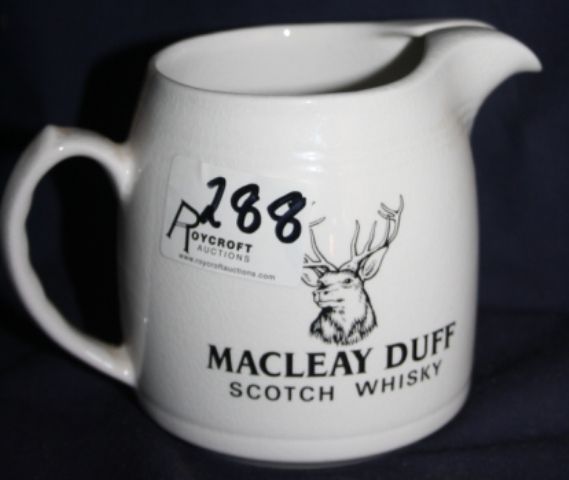 288
ROYCROFT
AUCTIONS
www.roycroftauctions.com
MACLEAY DUFF
SCOTCH WHISKY